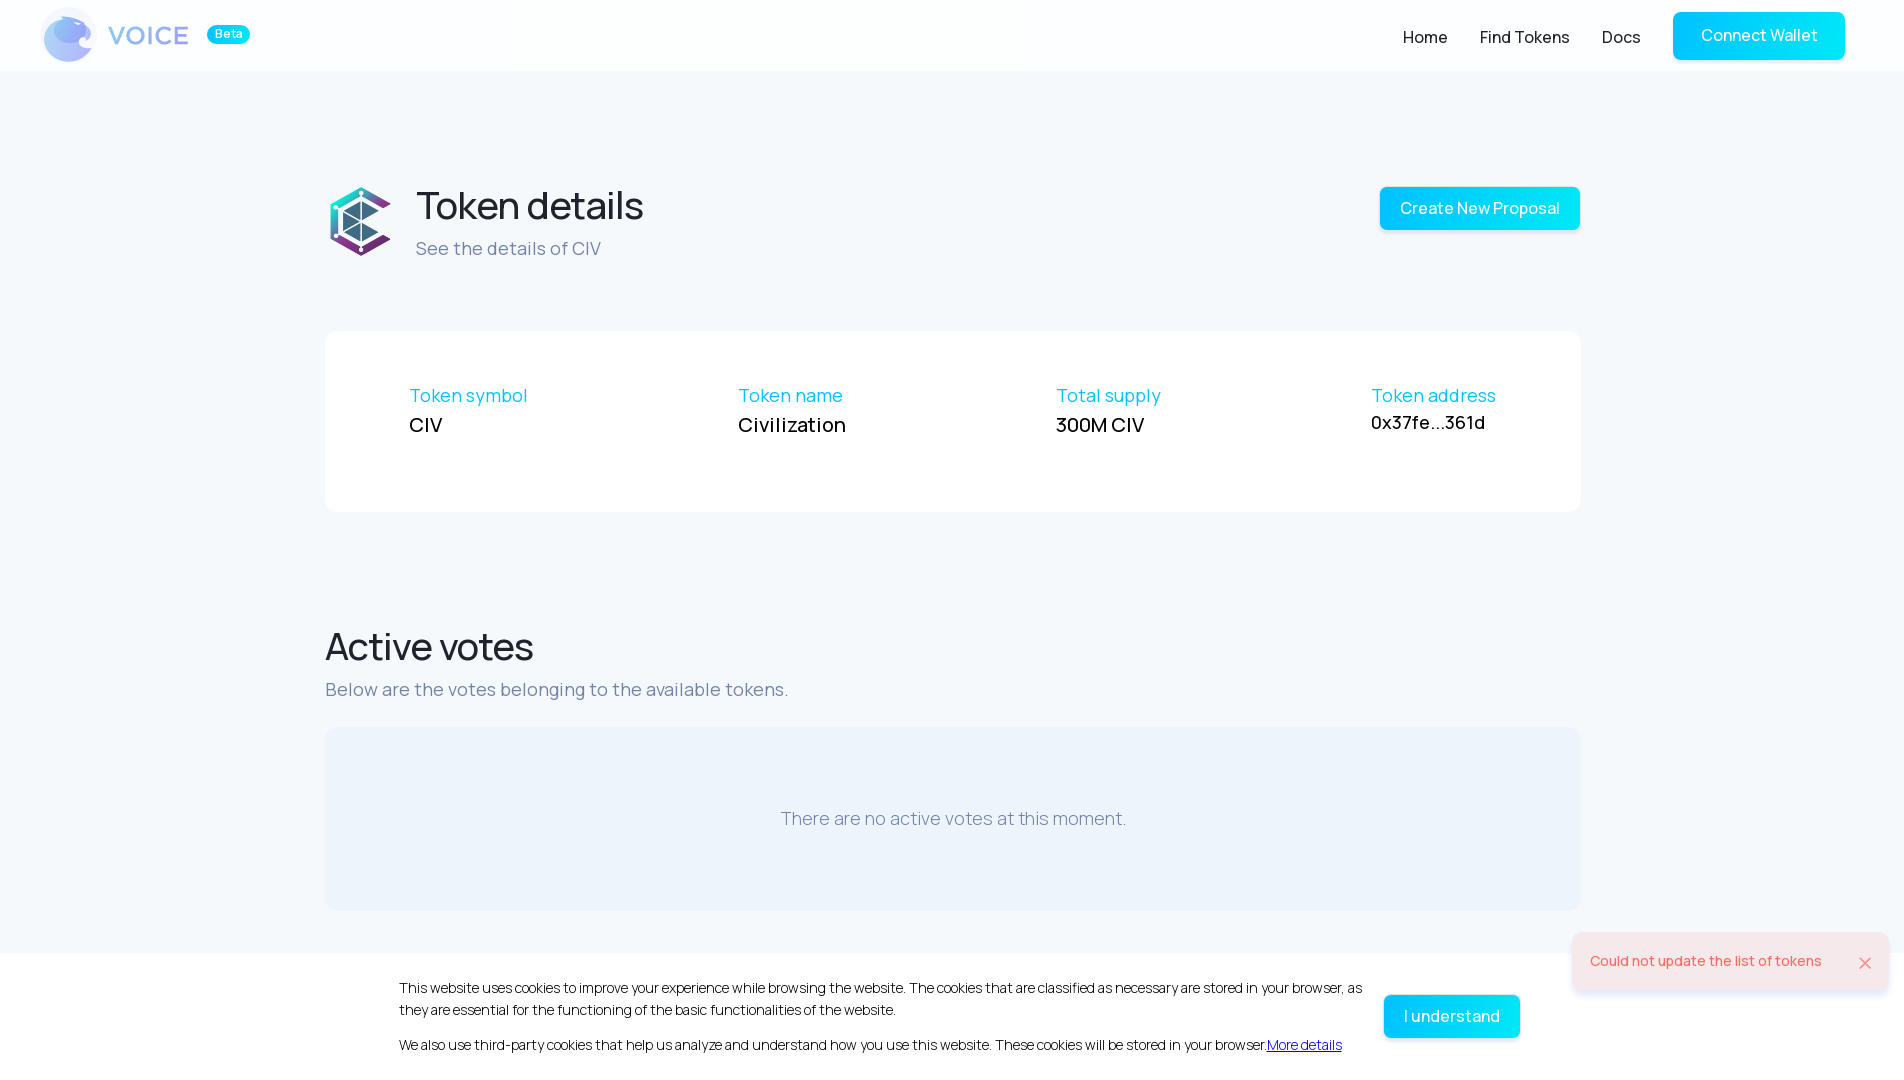 VOICE
Beta
Home
Find Tokens
Docs
Connect Wallet
Token details
See the details of CIV
Create New Proposal
Token symbol
CIV
Token name
Civilization
Total supply
300M CIV
Token address
0x37fe...361d
Active votes
Below are the votes belonging to the available tokens.
There are no active votes at this moment.
Could not update the list of tokens
This website uses cookies to improve your experience while browsing the website. The cookies that are classified as necessary are stored in your browser, as
they are essential for the functioning of the basic functionalities of the website.
We also use third-party cookies that help us analyze and understand how you use this website. These cookies will be stored in your browser.More details
I understand